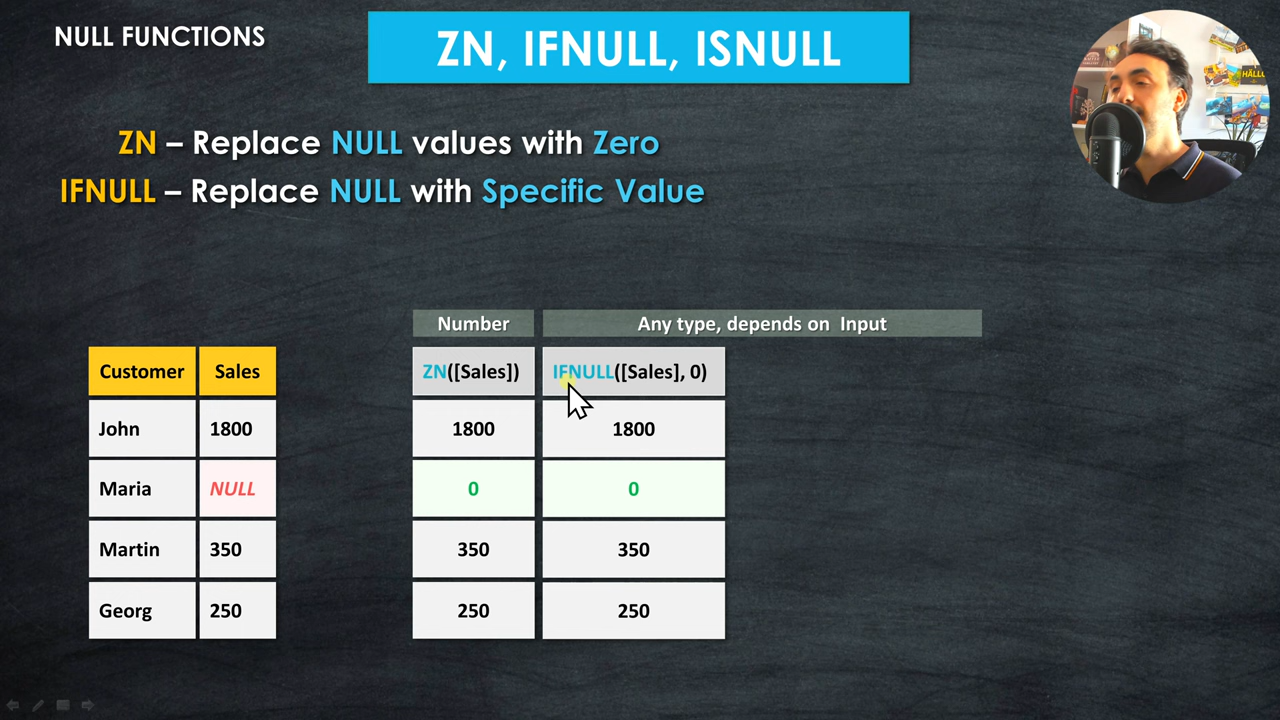 NULL FUNCTIONS
ZN, IFNULL, ISNULL
HÄLLU
ZN – Replace NULL values with Zero
IFNULL – Replace NULL with Specific Value
Number Any type, depends on Input
Customer Sales ZN([Sales]) IFNULL([Sales], 0)
John 1800 1800 1800
Maria NULL 0 0
Martin 350 350 350
Georg 250 250 250